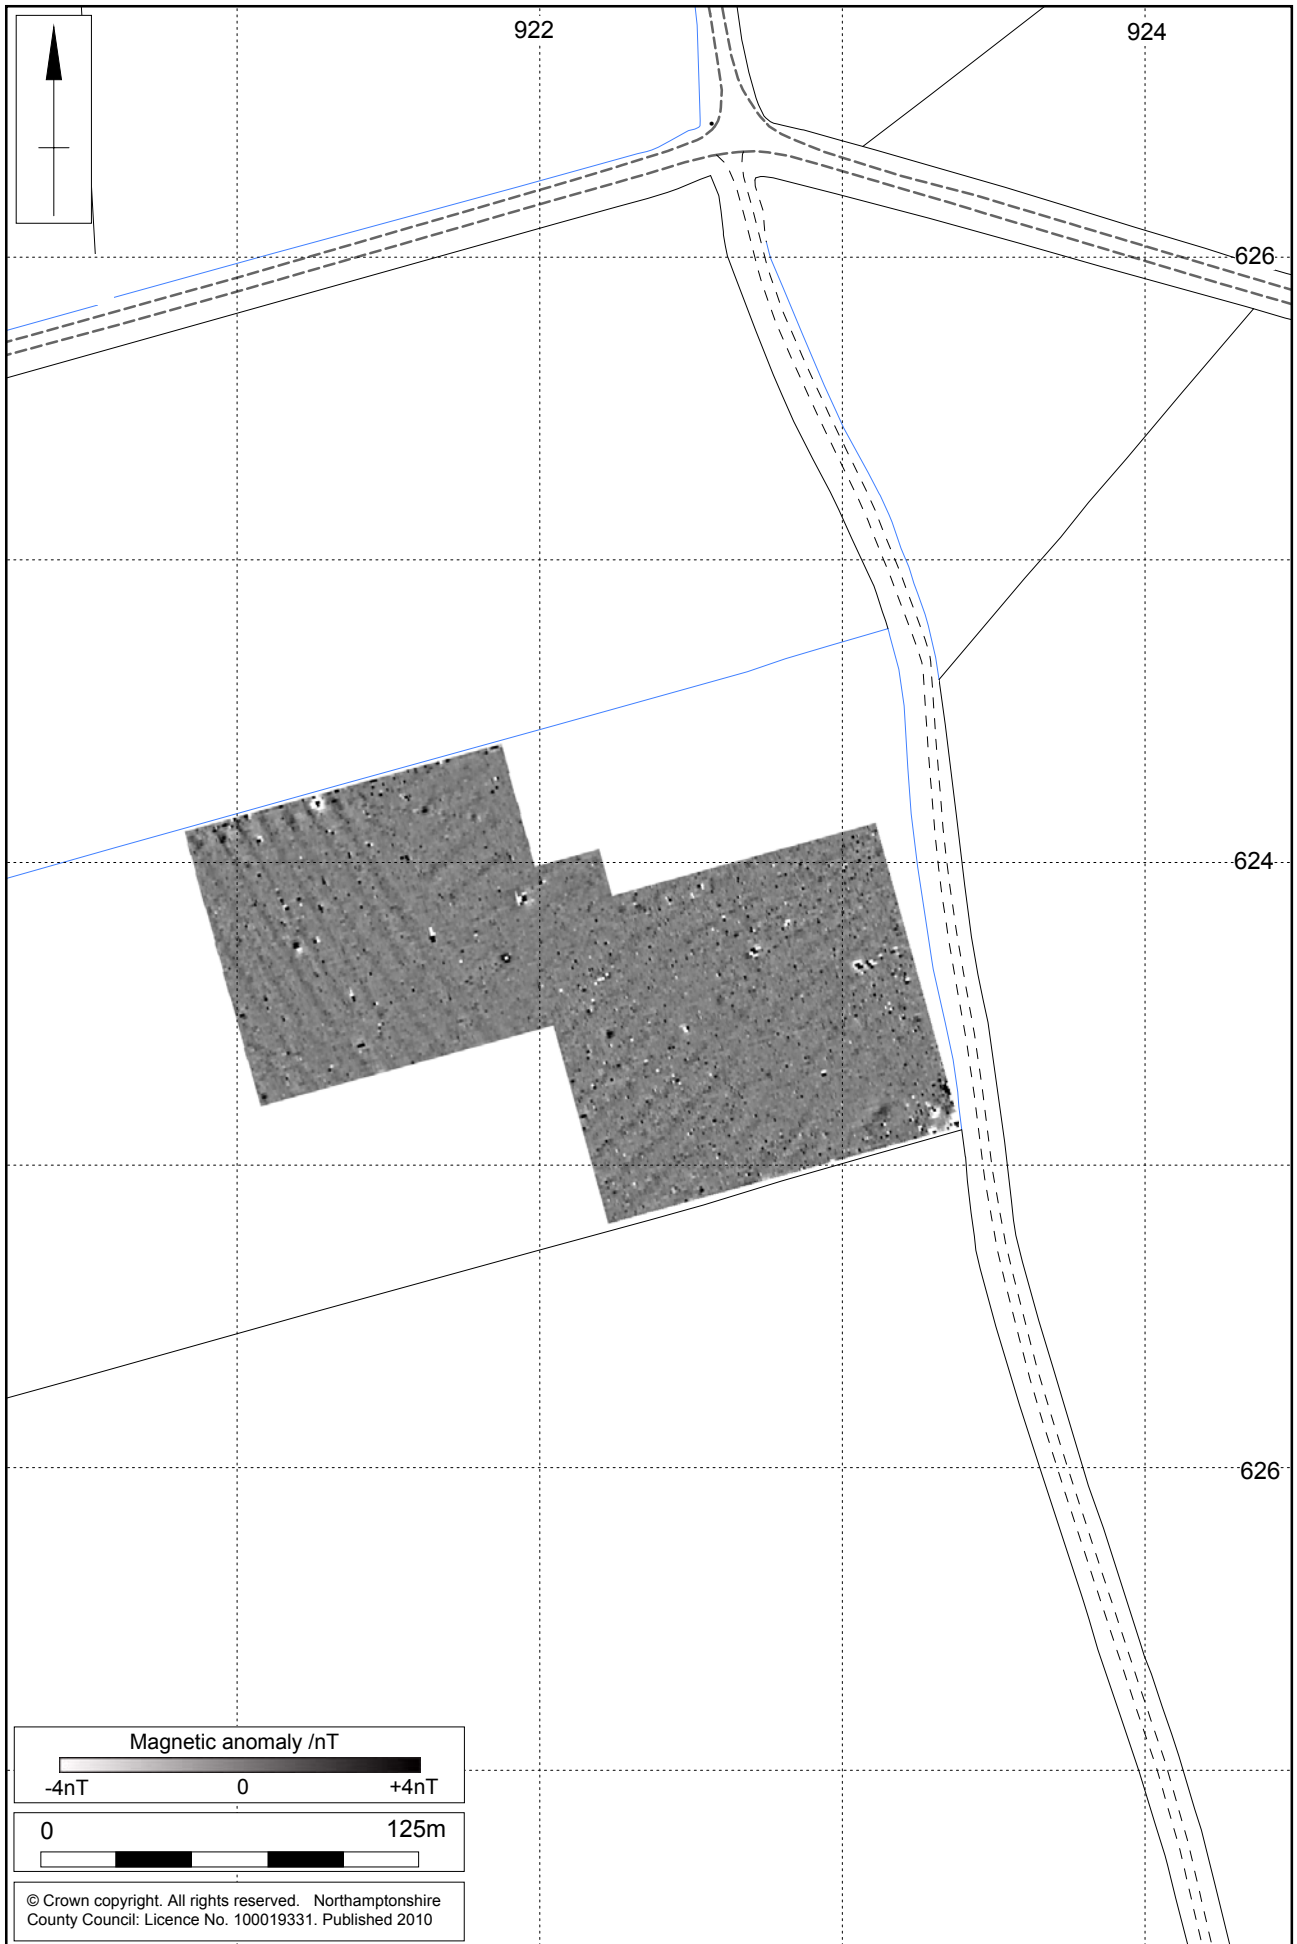 922
924
626
624
626
Magnetic anomaly /nT
-4nT 0 +4nT
0 125m
© Crown copyright. All rights reserved. Northamptonshire
County Council: Licence No. 100019331. Published 2010